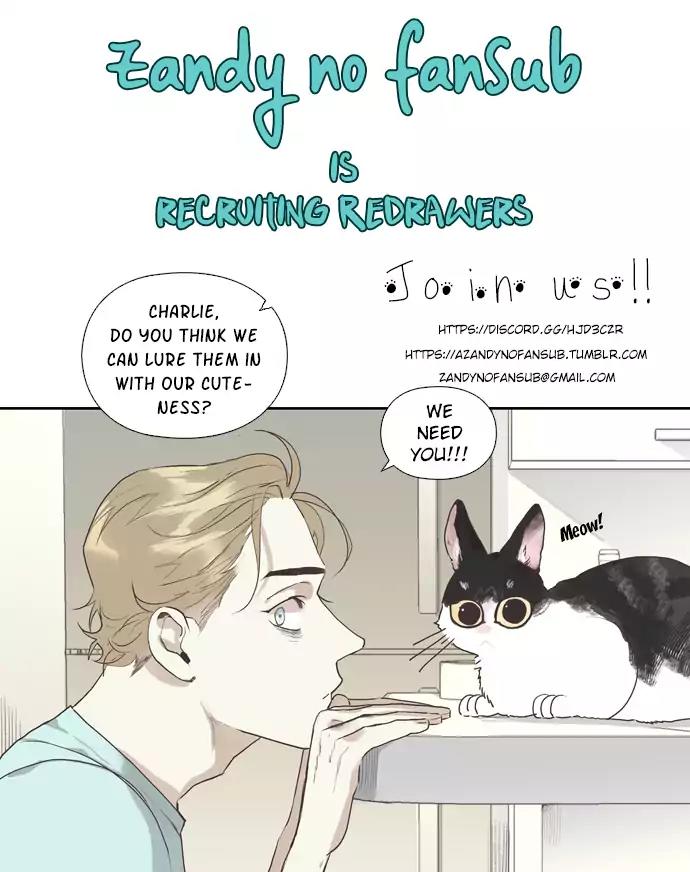 Zandy no fanSub
IS
RECRUITING REDRAWERS
Join us!!
HTTPS://DISCORD.GG/HJD3CZR
HTTPS://AZANDYNOFANSUB.TUMBLR.COM
ZANDYNOFANSUB@GMAIL.COM
CHARLIE,
DO YOU THINK WE
CAN LURE THEM IN
WITH OUR CUTE-
NESS?
WE
NEED
YOU!!!
Meow!